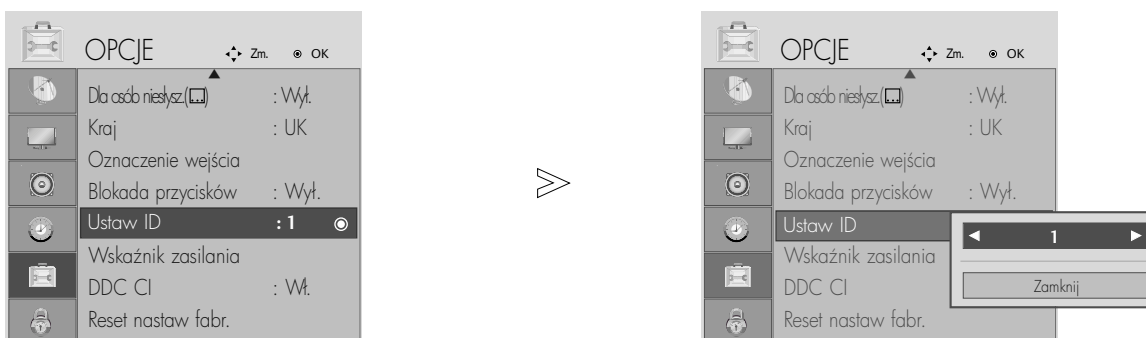 OPCJE Zm. OK
Dla osób niesłysz.(...) : Wył.
Kraj : UK
Oznaczenie wejścia
Blokada przycisków : Wył.
Ustaw ID : 1
Wskaźnik zasilania
DDC CI : Wł.
Reset nastaw fabr.
OPCJE Zm. OK
Dla osób niesłysz.(...) : Wył.
Kraj : UK
Oznaczenie wejścia
Blokada przycisków : Wył.
Ustaw ID
1
Wskaźnik zasilania
DDC CI
Zamknij
Reset nastaw fabr.